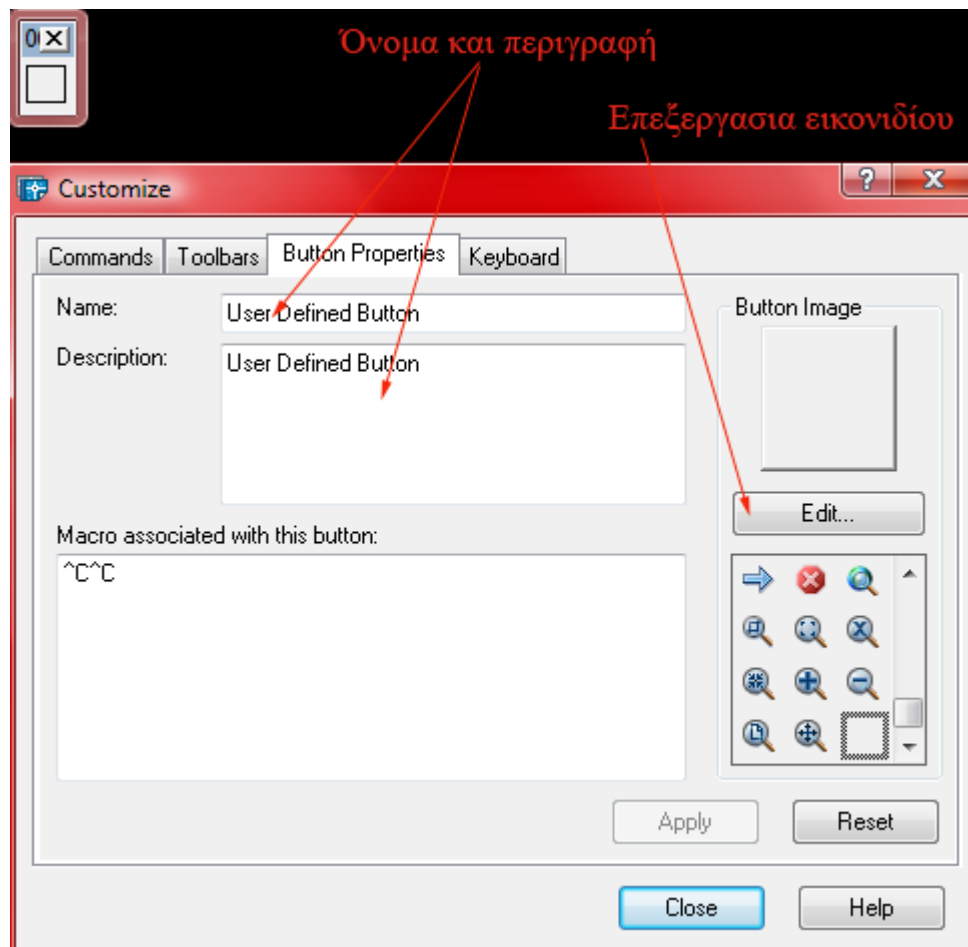 Όνομα και περιγραφή
Επεξεργασια εικονιδίου
Customize
Commands Toolbars Button Properties Keyboard
Name: User Defined Button
Button Image
Description: User Defined Button
Edit...
Macro associated with this button:
^C^C
Apply Reset
Close Help